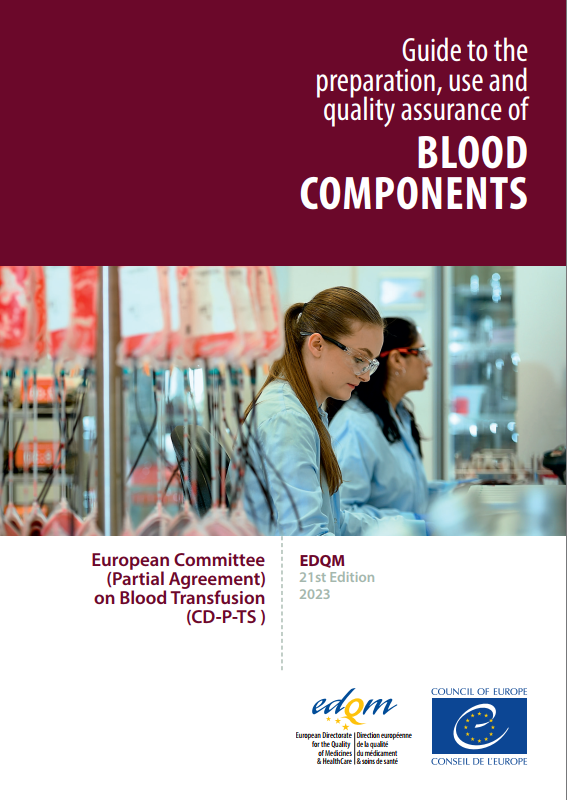 Guide to the
preparation, use and
quality assurance of
BLOOD
COMPONENTS
European Committee
(Partial Agreement)
on Blood Transfusion
(CD-P-TS )
EDQM
21st Edition
2023
edqm
European Directorate
for the Quality
of Medicines
& HealthCare
Direction européenne
de la qualité
du médicament
& soins de santé
COUNCIL OF EUROPE
CONSEIL DE L'EUROPE